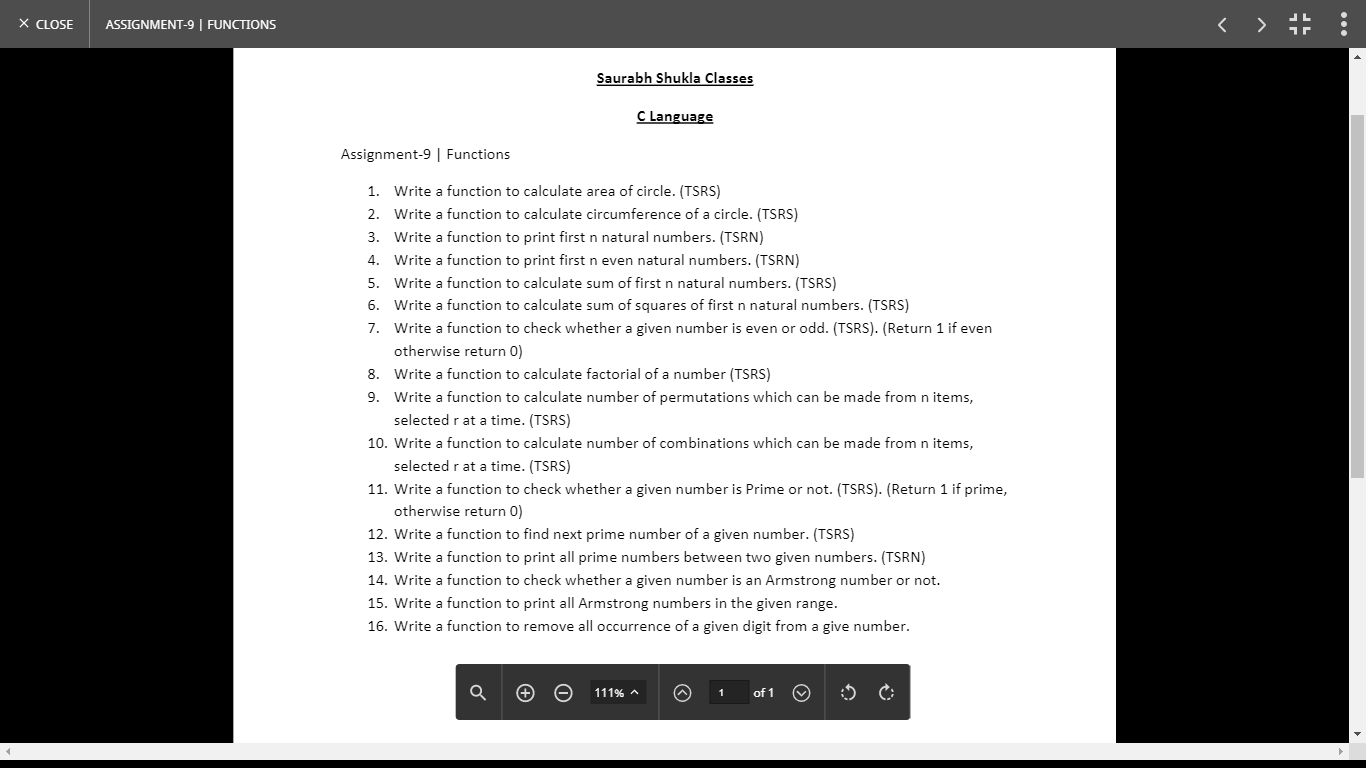 × CLOSE
ASSIGNMENT-9 | FUNCTIONS
Saurabh Shukla Classes
C Language
Assignment-9 | Functions
1. Write a function to calculate area of circle. (TSRS)
2. Write a function to calculate circumference of a circle. (TSRS)
3. Write a function to print first n natural numbers. (TSRN)
4. Write a function to print first n even natural numbers. (TSRN)
5. Write a function to calculate sum of first n natural numbers. (TSRS)
6. Write a function to calculate sum of squares of first n natural numbers. (TSRS)
7. Write a function to check whether a given number is even or odd. (TSRS). (Return 1 if even
otherwise return 0)
8. Write a function to calculate factorial of a number (TSRS)
9. Write a function to calculate number of permutations which can be made from n items,
selected r at a time. (TSRS)
10. Write a function to calculate number of combinations which can be made from n items,
selected r at a time. (TSRS)
11. Write a function to check whether a given number is Prime or not. (TSRS). (Return 1 if prime,
otherwise return 0)
12. Write a function to find next prime number of a given number. (TSRS)
13. Write a function to print all prime numbers between two given numbers. (TSRN)
14. Write a function to check whether a given number is an Armstrong number or not.
15. Write a function to print all Armstrong numbers in the given range.
16. Write a function to remove all occurrence of a given digit from a give number.
111% 1 of 1